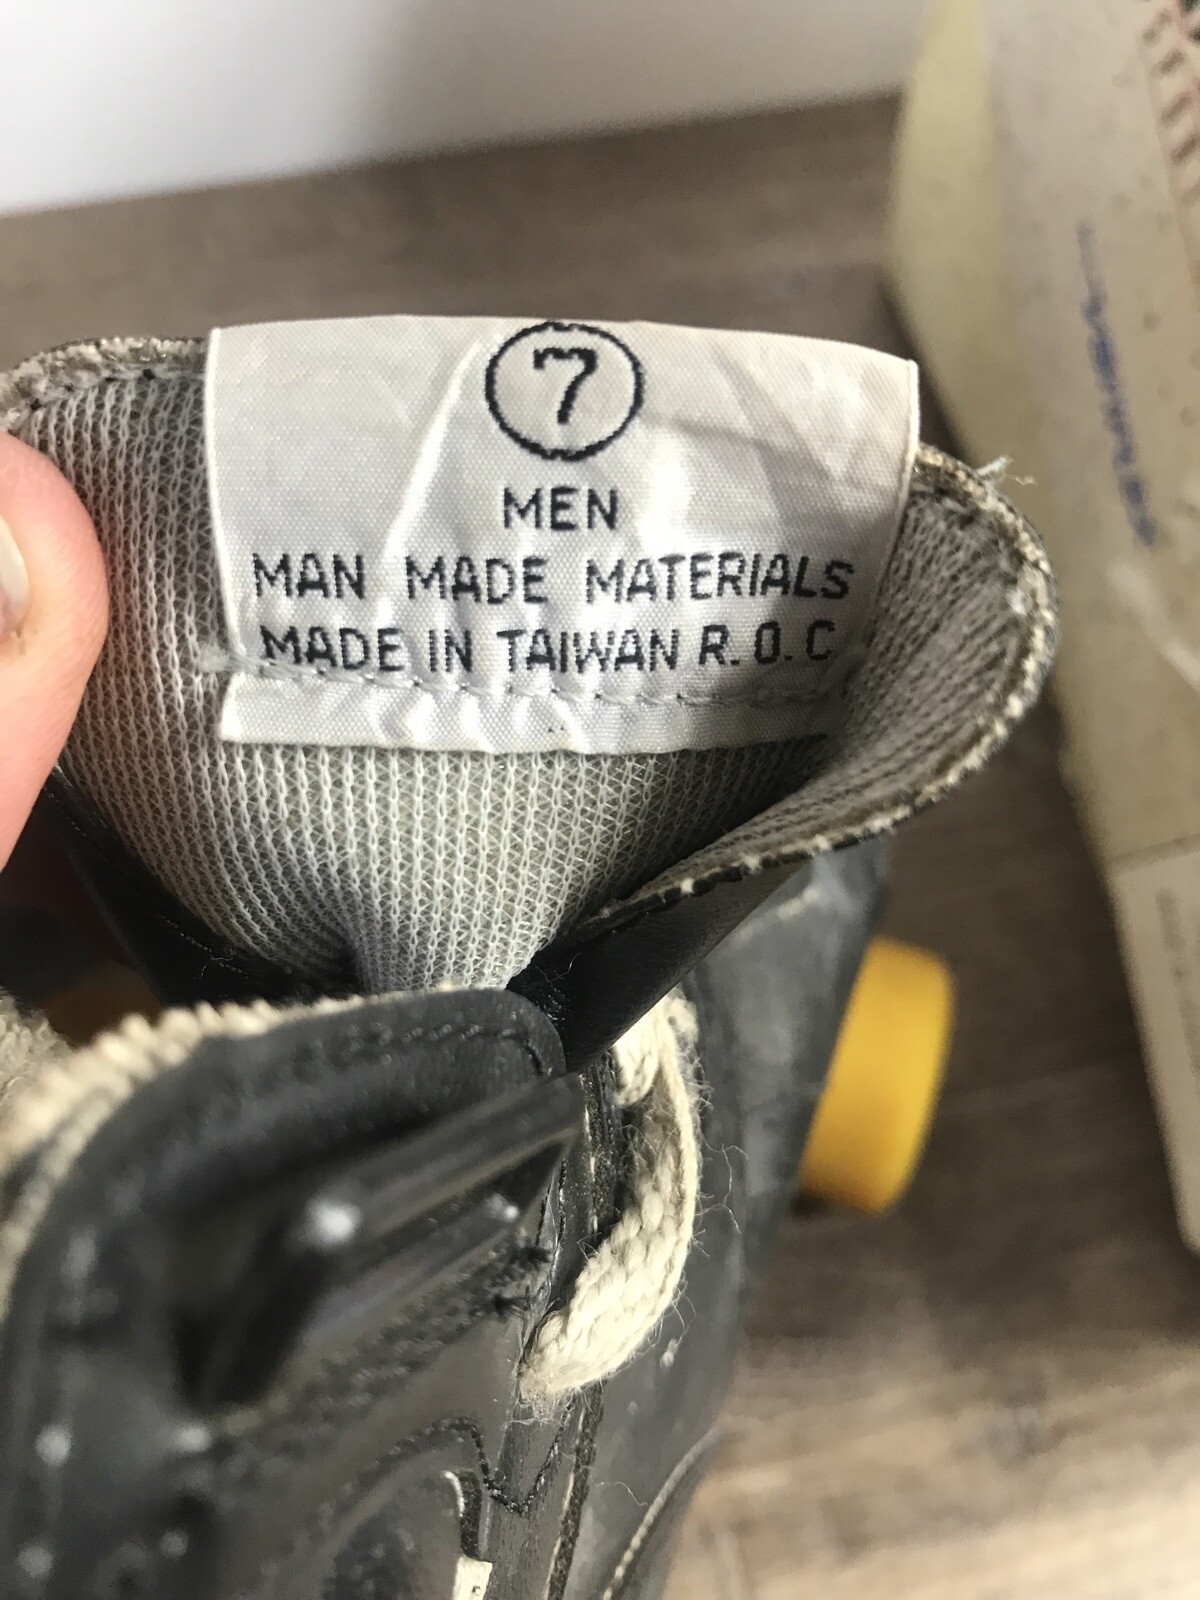 7
MEN
MAN MADE MATERIALS
MADE IN TAIWAN R.O.C